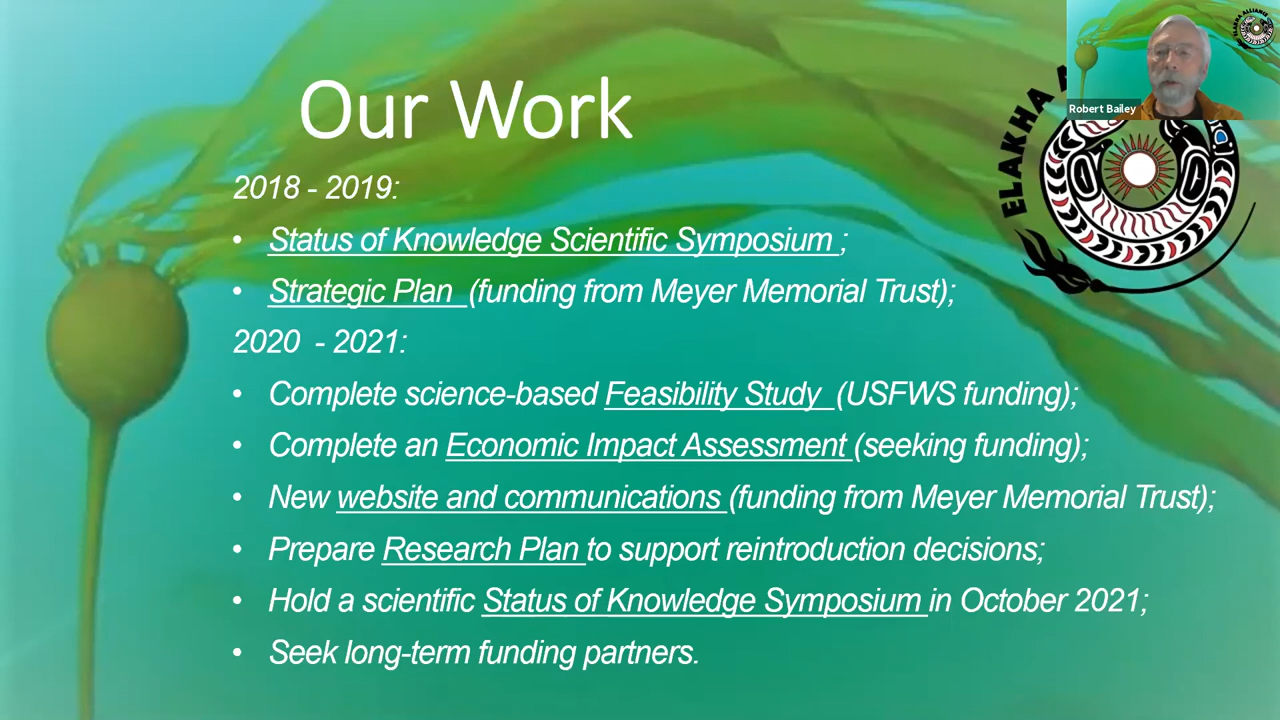 ELAKHA ALLIANCE
Robert Bailey
ELAKHA A
Our Work
2018 - 2019:
• Status of Knowledge Scientific Symposium ;
• Strategic Plan (funding from Meyer Memorial Trust);
2020 - 2021:
• Complete science-based Feasibility Study (USFWS funding);
• Complete an Economic Impact Assessment (seeking funding);
• New website and communications (funding from Meyer Memorial Trust);
• Prepare Research Plan to support reintroduction decisions;
• Hold a scientific Status of Knowledge Symposium in October 2021;
• Seek long-term funding partners.